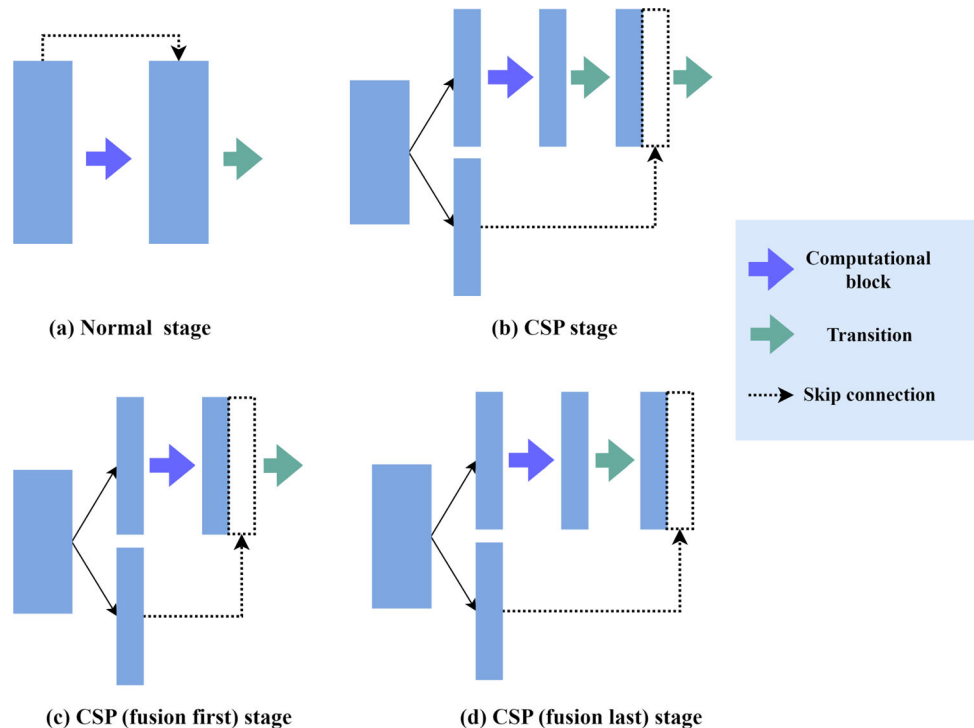 (a) Normal stage
(b) CSP stage
Computational
block
Transition
Skip connection
(c) CSP (fusion first) stage
(d) CSP (fusion last) stage